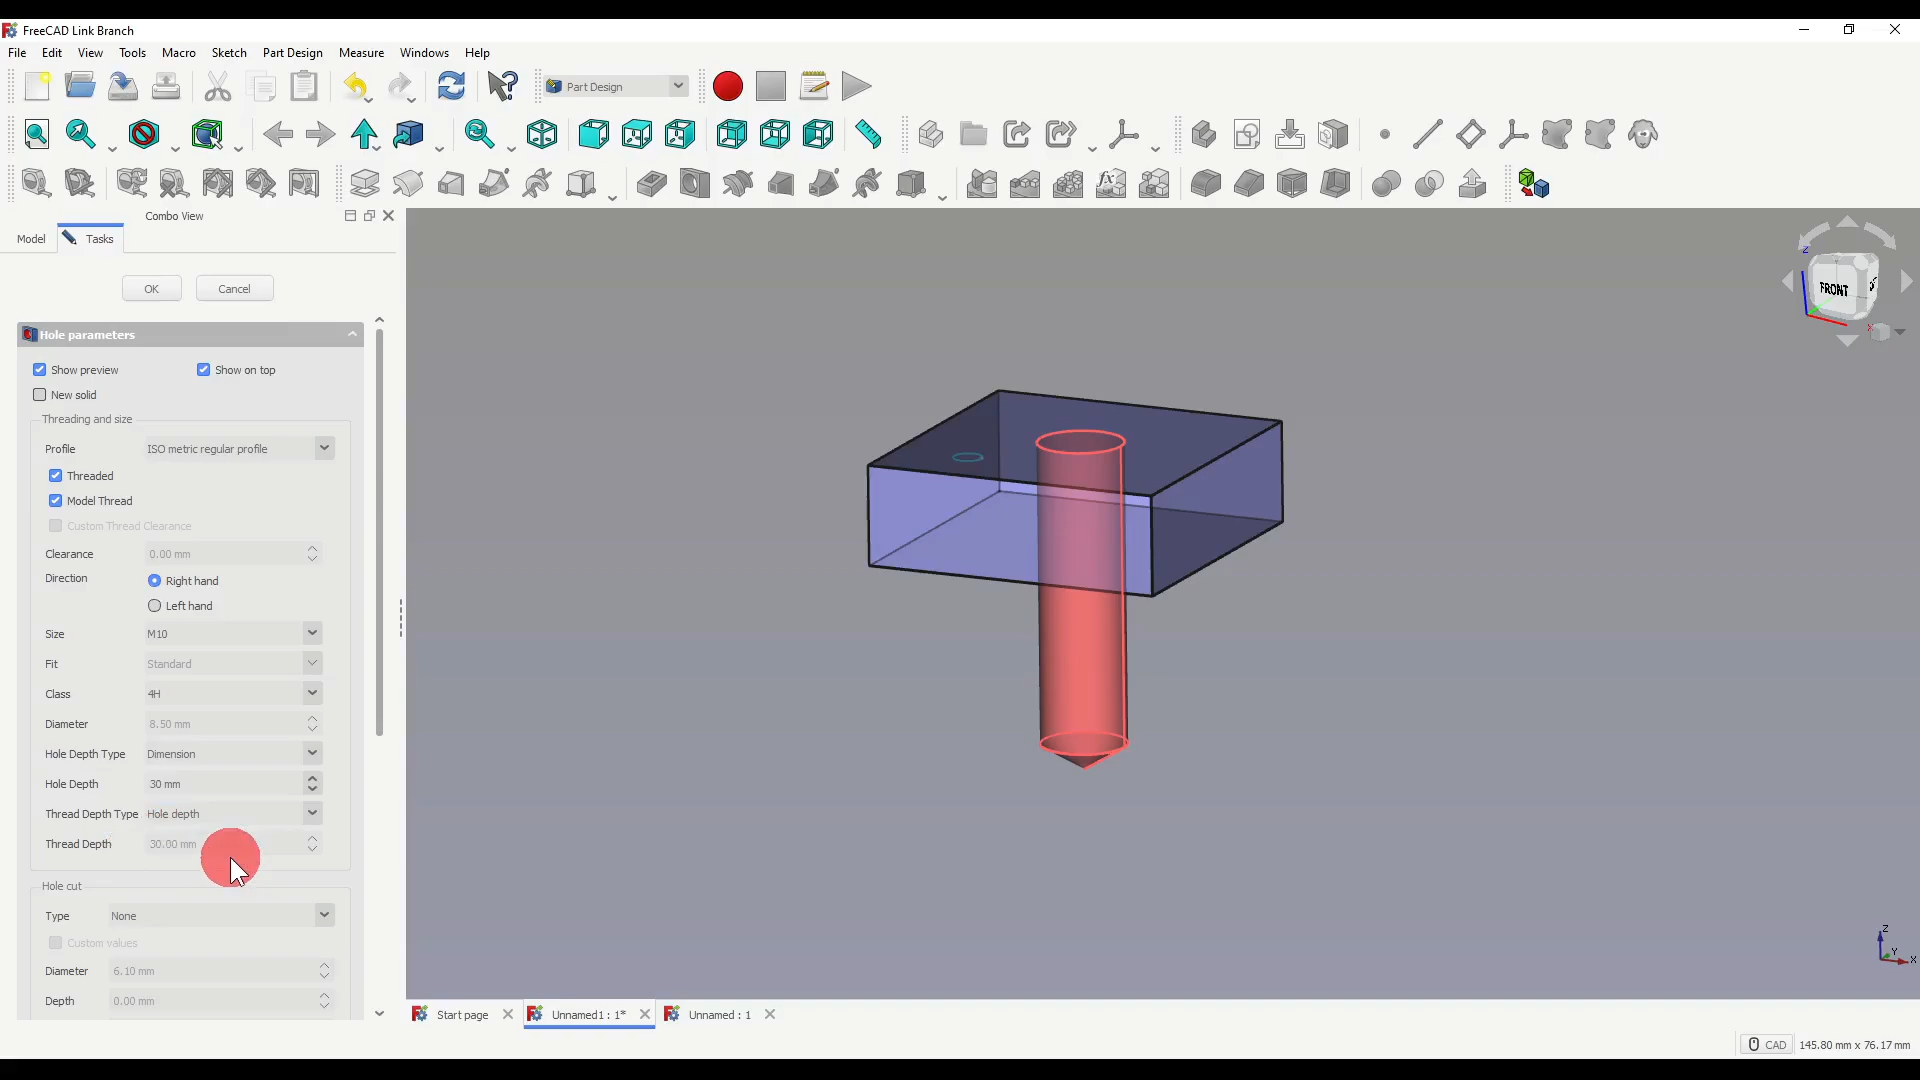 FreeCAD Link Branch
File Edit View Tools Macro Sketch Part Design Measure Windows Help
Part Design
Combo View
Model Tasks
OK Cancel
Hole parameters
Show preview Show on top
New solid
Threading and size
Profile ISO metric regular profile
Threaded
Model Thread
Custom Thread Clearance
Clearance 0.00 mm
Direction Right hand
Left hand
Size M10
Fit Standard
Class 4H
Diameter 8.50 mm
Hole Depth Type Dimension
Hole Depth 30 mm
Thread Depth Type Hole depth
Thread Depth 30.00 mm
Hole cut
Type None
Custom values
Diameter 6.10 mm
Depth 0.00 mm
Z
FRONT
X
Z
Y
X
Start page Unnamed1 : 1* Unnamed : 1
CAD 145.80 mm x 76.17 mm